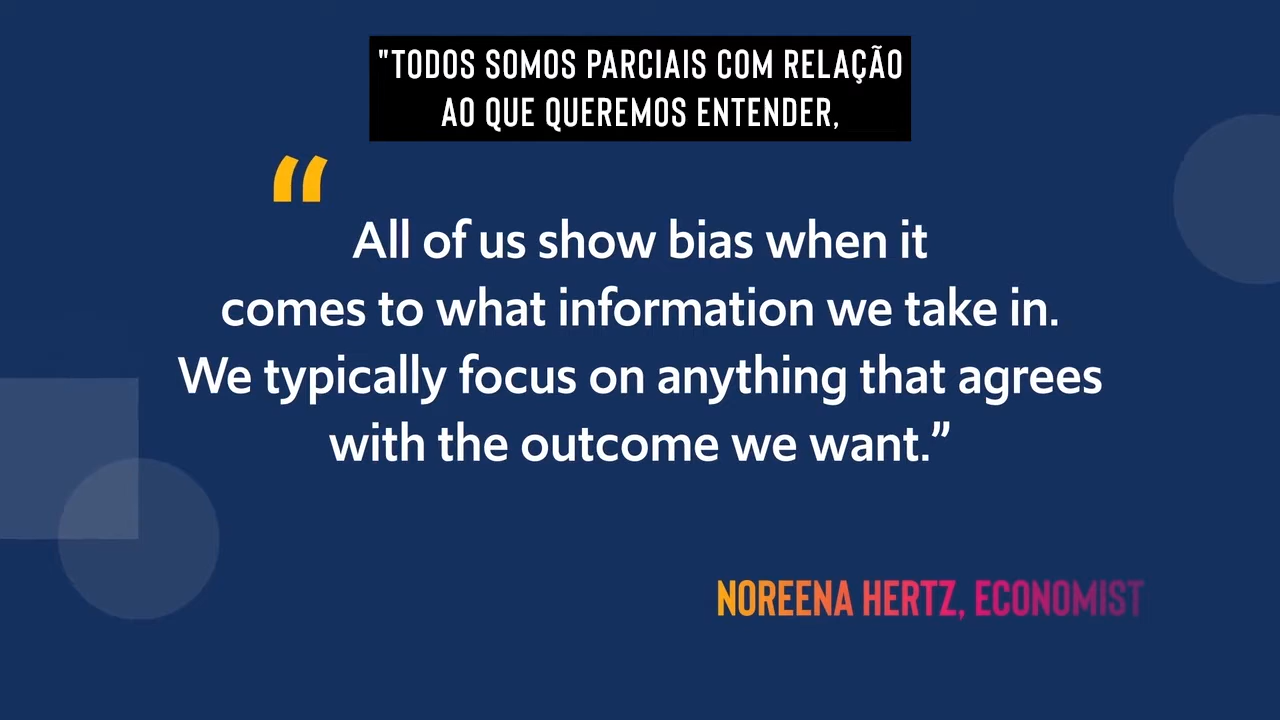 "TODOS SOMOS PARCIAIS COM RELAÇÃO
AO QUE QUEREMOS ENTENDER,
“
All of us show bias when it
comes to what information we take in.
We typically focus on anything that agrees
with the outcome we want.”
NOREENA HERTZ, ECONOMIST